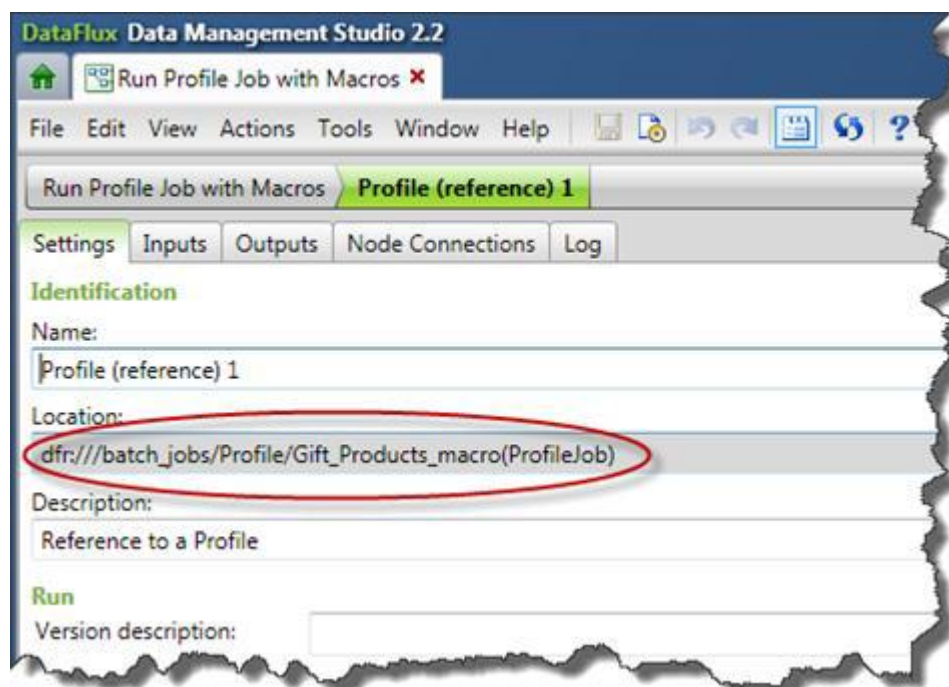 DataFlux Data Management Studio 2.2
Run Profile Job with Macros
File Edit View Actions Tools Window Help ?
Run Profile Job with Macros Profile (reference) 1
Settings Inputs Outputs Node Connections Log
Identification
Name:
Profile (reference) 1
Location:
dfr:///batch_jobs/Profile/Gift_Products_macro(ProfileJob)
Description:
Reference to a Profile
Run
Version description: